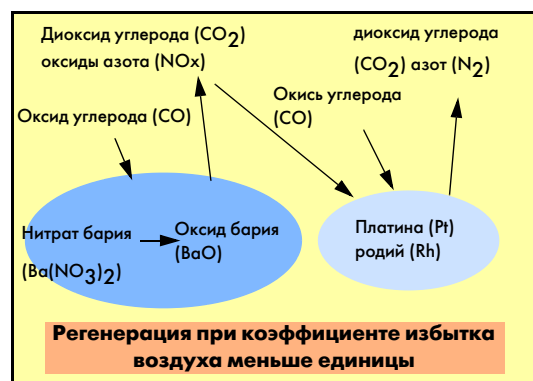 Диоксид углерода (CO2)
оксиды азота (NOx)
диоксид углерода
(CO2) азот (N2)
Окись углерода
(CO)
Оксид углерода (CO)
Нитрат бария
(Ba(NO3)2)
Оксид бария
(BaO)
Платина (Pt)
родий (Rh)
Регенерация при коэффициенте избытка
воздуха меньше единицы